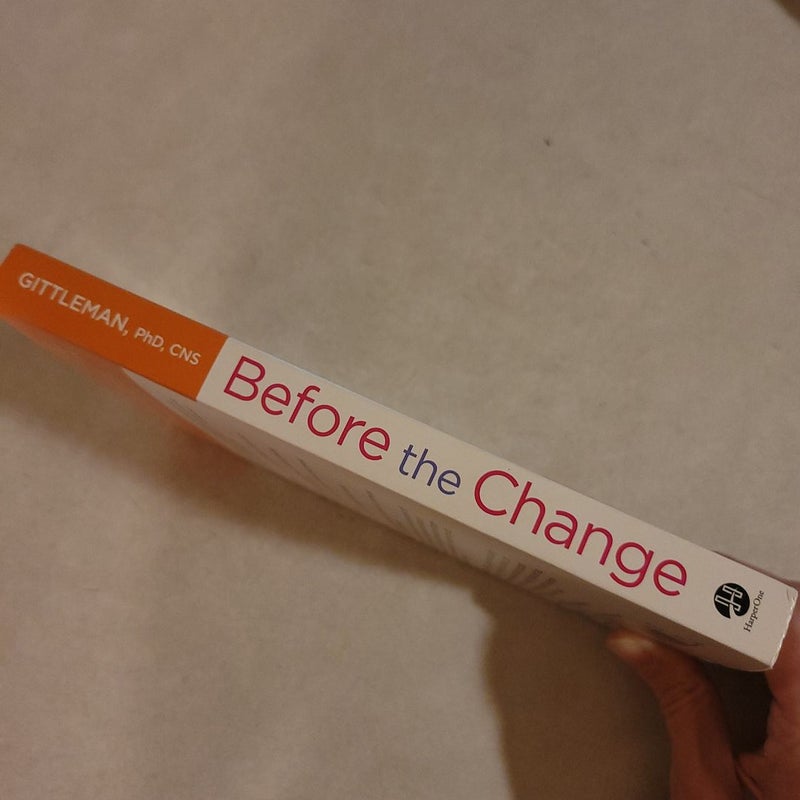 GITTLEMAN, PhD, CNS
Before the Change
HarperOne